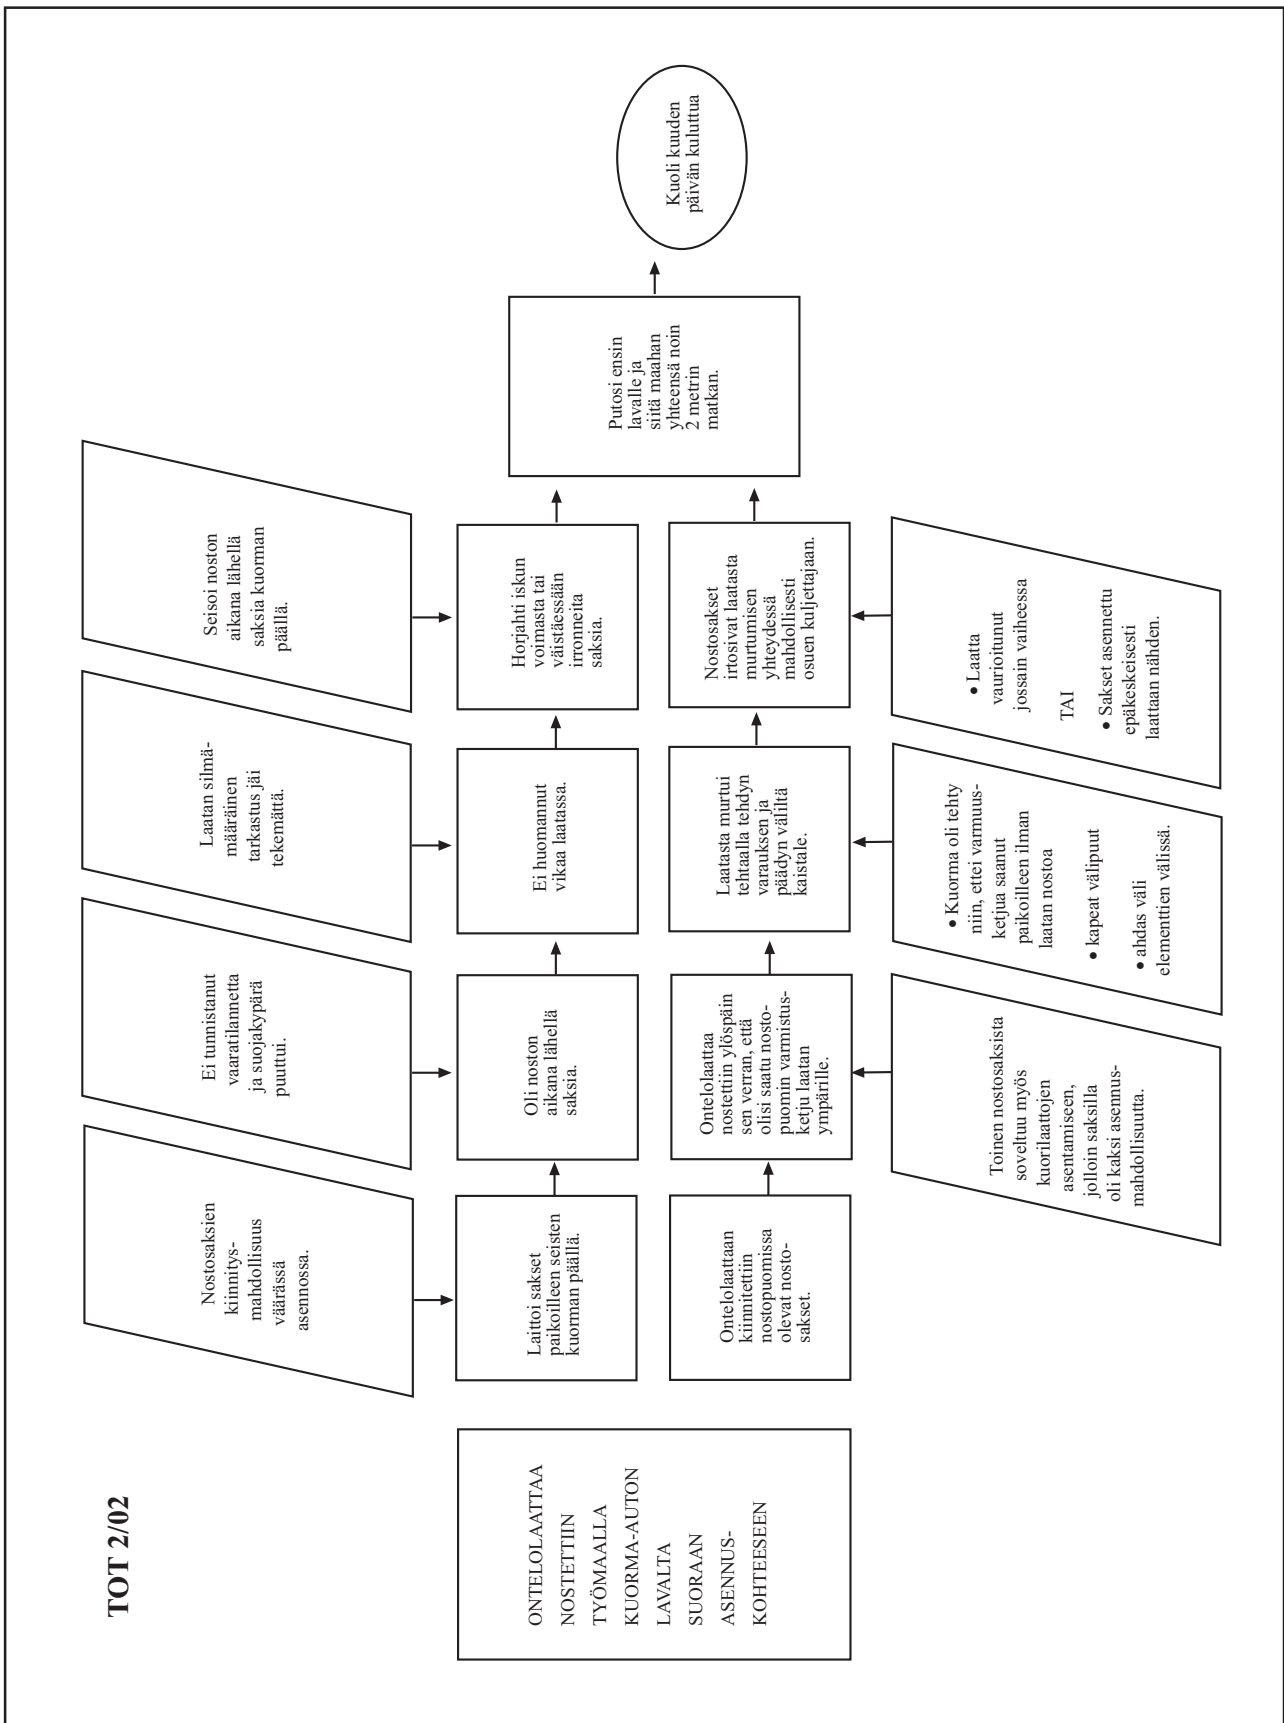 TOT 2/02
ONTELOLAATTAA
NOSTETTIIN
TYÖMAALLA
KUORMA-AUTON
LAVALTA
SUORAAN
ASENNUS-
KOHTEESEEN
Nostosaksien
kiinnitys-
mahdollisuus
väärässä
asennossa.
Ei tunnistanut
vaaratilannetta
ja suojakypärä
puuttui.
Laatan silmä-
määräinen
tarkastus jäi
tekemättä.
Seisoi noston
aikana lähellä
saksia kuorman
päällä.
Laittoi sakset
paikoilleen seisten
kuorman päällä.
Oli noston
aikana lähellä
saksia.
Ei huomannut
vikaa laatassa.
Horjahti iskun
voimasta tai
väistäessään
irronneita
saksia.
Ontelolaattaan
kiinnitettiin
nostopuomissa
olevat nosto-
sakset.
Ontelolaattaa
nostettiin ylöspäin
sen verran, että
olisi saatu nosto-
puomin varmistus-
ketju laatan
ympärille.
Laatasta murtui
tehtaalla tehdyn
varauksen ja
päädyn väliltä
kaistale.
Nostosakset
irtosivat laatasta
murtumisen
yhteydessä
mahdollisesti
osuen kuljettajaan.
Putosi ensin
lavalle ja
siitä maahan
yhteensä noin
2 metrin
matkan.
Kuoli kuuden
päivän kuluttua
Toinen nostosaksista
soveltuu myös
kuorilaattojen
asentamiseen,
jolloin saksilla
oli kaksi asennus-
mahdollisuutta.
• Kuorma oli tehty
niin, ettei varmuus-
ketjua saanut
paikoilleen ilman
laatan nostoa
• kapeat välipuut
• ahdas väli
elementtien välissä.
• Laatta
vaurioitunut
jossain vaiheessa
TAI
• Sakset asennettu
epäkeskeisesti
laattaan nähden.